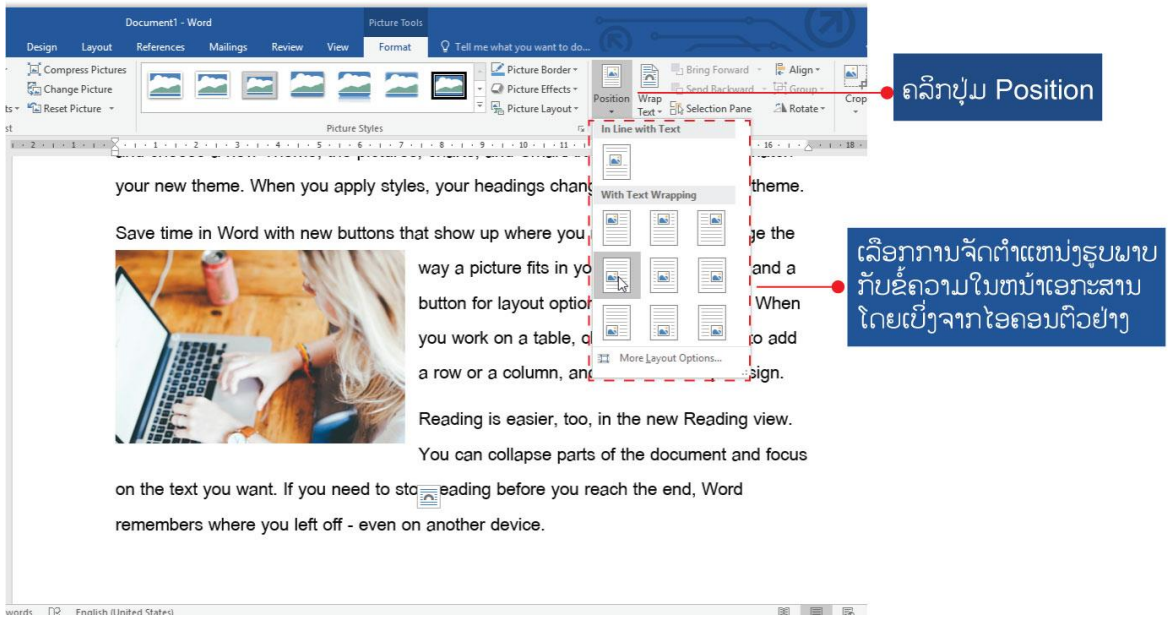 Document1 - Word
Picture Tools
Design Layout References Mailings Review View Format Tell me what you want to do...
Compress Pictures
Change Picture
Reset Picture
Picture Styles
Picture Border
Picture Effects
Picture Layout
Position
Wrap
Text
Bring Forward
Send Backward
Selection Pane
Align
Group
Rotate
Crop
ຄລິກປຸ່ມ Position
In Line with Text
With Text Wrapping
More Layout Options...
ເລືອກການຈັດຕຳແຫນ່ງຮູບພາບ
ກັບຂໍ້ຄວາມໃນຫນ້າເອກະສານ
ໂດຍເບິ່ງຈາກໄອຄອນຕົວຢ່າງ
your new theme. When you apply styles, your headings chang theme.
Save time in Word with new buttons that show up where you ge the
way a picture fits in yo and a
button for layout option When
you work on a table, cl o add
a row or a column, and sign.
Reading is easier, too, in the new Reading view.
You can collapse parts of the document and focus
on the text you want. If you need to sto eading before you reach the end, Word
remembers where you left off - even on another device.
words English (United States)